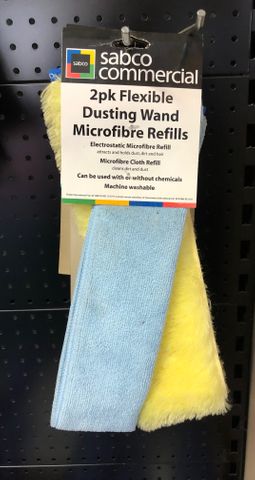 sabco
sabco
commercial
2pk Flexible
Dusting Wand
Microfibre Refills
Electrostatic Microfibre Refill
attracts and holds dust, dirt and hair
Microfibre Cloth Refill
cleans dirt and dust
Can be used with or without chemicals
Machine washable